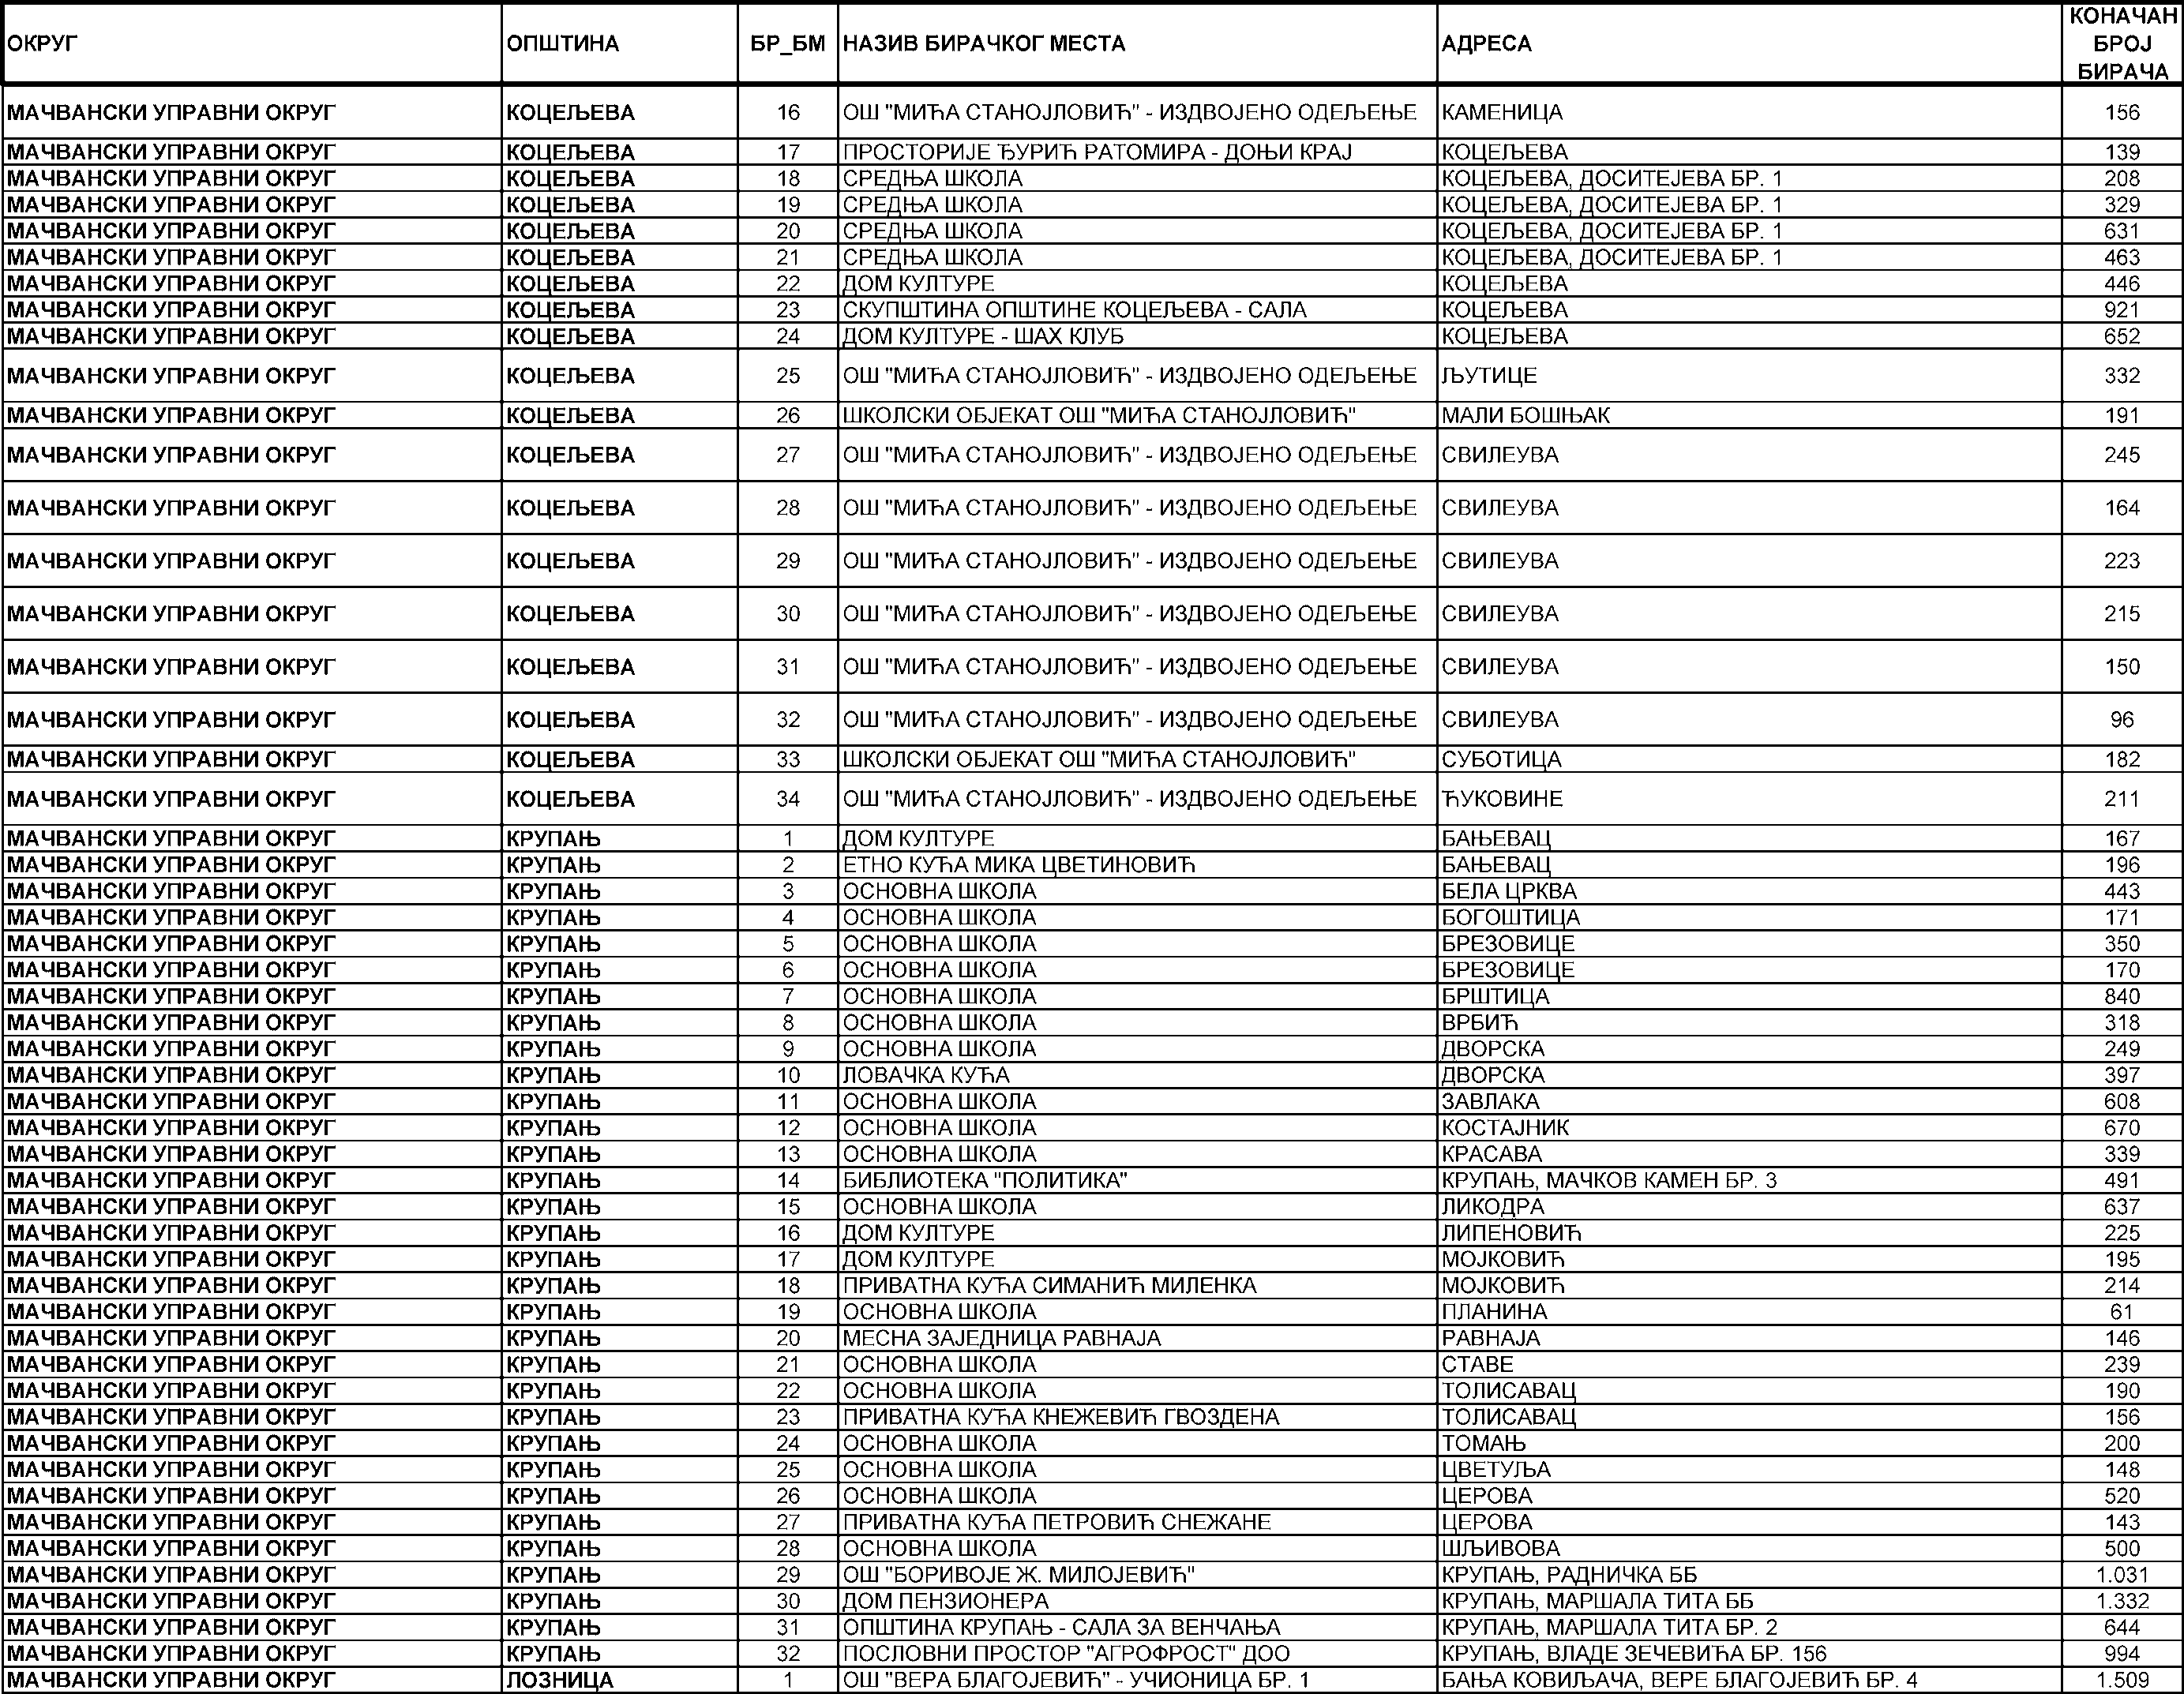 ОКРУГ ОПШТИНА БР_БМ НАЗИВ БИРАЧКОГ МЕСТА АДРЕСА КОНАЧАН БРОЈ БИРАЧА
МАЧВАНСКИ УПРАВНИ ОКРУГ КОЦЕЉЕВА 16 ОШ "МИЋА СТАНОЈЛОВИЋ" - ИЗДВОЈЕНО ОДЕЉЕЊЕ КАМЕНИЦА 156
МАЧВАНСКИ УПРАВНИ ОКРУГ КОЦЕЉЕВА 17 ПРОСТОРИЈЕ ЂУРИЋ РАТОМИРА - ДОЊИ КРАЈ КОЦЕЉЕВА 139
МАЧВАНСКИ УПРАВНИ ОКРУГ КОЦЕЉЕВА 18 СРЕДЊА ШКОЛА КОЦЕЉЕВА, ДОСИТЕЈЕВА БР. 1 208
МАЧВАНСКИ УПРАВНИ ОКРУГ КОЦЕЉЕВА 19 СРЕДЊА ШКОЛА КОЦЕЉЕВА, ДОСИТЕЈЕВА БР. 1 329
МАЧВАНСКИ УПРАВНИ ОКРУГ КОЦЕЉЕВА 20 СРЕДЊА ШКОЛА КОЦЕЉЕВА, ДОСИТЕЈЕВА БР. 1 631
МАЧВАНСКИ УПРАВНИ ОКРУГ КОЦЕЉЕВА 21 СРЕДЊА ШКОЛА КОЦЕЉЕВА, ДОСИТЕЈЕВА БР. 1 463
МАЧВАНСКИ УПРАВНИ ОКРУГ КОЦЕЉЕВА 22 ДОМ КУЛТУРЕ КОЦЕЉЕВА 446
МАЧВАНСКИ УПРАВНИ ОКРУГ КОЦЕЉЕВА 23 СКУПШТИНА ОПШТИНЕ КОЦЕЉЕВА - САЛА КОЦЕЉЕВА 921
МАЧВАНСКИ УПРАВНИ ОКРУГ КОЦЕЉЕВА 24 ДОМ КУЛТУРЕ - ШАХ КЛУБ КОЦЕЉЕВА 652
МАЧВАНСКИ УПРАВНИ ОКРУГ КОЦЕЉЕВА 25 ОШ "МИЋА СТАНОЈЛОВИЋ" - ИЗДВОЈЕНО ОДЕЉЕЊЕ ЉУТИЦЕ 332
МАЧВАНСКИ УПРАВНИ ОКРУГ КОЦЕЉЕВА 26 ШКОЛСКИ ОБЈЕКАТ ОШ "МИЋА СТАНОЈЛОВИЋ" МАЛИ БОШЊАК 191
МАЧВАНСКИ УПРАВНИ ОКРУГ КОЦЕЉЕВА 27 ОШ "МИЋА СТАНОЈЛОВИЋ" - ИЗДВОЈЕНО ОДЕЉЕЊЕ СВИЛЕУВА 245
МАЧВАНСКИ УПРАВНИ ОКРУГ КОЦЕЉЕВА 28 ОШ "МИЋА СТАНОЈЛОВИЋ" - ИЗДВОЈЕНО ОДЕЉЕЊЕ СВИЛЕУВА 164
МАЧВАНСКИ УПРАВНИ ОКРУГ КОЦЕЉЕВА 29 ОШ "МИЋА СТАНОЈЛОВИЋ" - ИЗДВОЈЕНО ОДЕЉЕЊЕ СВИЛЕУВА 223
МАЧВАНСКИ УПРАВНИ ОКРУГ КОЦЕЉЕВА 30 ОШ "МИЋА СТАНОЈЛОВИЋ" - ИЗДВОЈЕНО ОДЕЉЕЊЕ СВИЛЕУВА 215
МАЧВАНСКИ УПРАВНИ ОКРУГ КОЦЕЉЕВА 31 ОШ "МИЋА СТАНОЈЛОВИЋ" - ИЗДВОЈЕНО ОДЕЉЕЊЕ СВИЛЕУВА 150
МАЧВАНСКИ УПРАВНИ ОКРУГ КОЦЕЉЕВА 32 ОШ "МИЋА СТАНОЈЛОВИЋ" - ИЗДВОЈЕНО ОДЕЉЕЊЕ СВИЛЕУВА 96
МАЧВАНСКИ УПРАВНИ ОКРУГ КОЦЕЉЕВА 33 ШКОЛСКИ ОБЈЕКАТ ОШ "МИЋА СТАНОЈЛОВИЋ" СУБОТИЦА 182
МАЧВАНСКИ УПРАВНИ ОКРУГ КОЦЕЉЕВА 34 ОШ "МИЋА СТАНОЈЛОВИЋ" - ИЗДВОЈЕНО ОДЕЉЕЊЕ ЋУКОВИНЕ 211
МАЧВАНСКИ УПРАВНИ ОКРУГ КРУПАЊ 1 ДОМ КУЛТУРЕ БАЊЕВАЦ 167
МАЧВАНСКИ УПРАВНИ ОКРУГ КРУПАЊ 2 ЕТНО КУЋА МИКА ЦВЕТИНОВИЋ БАЊЕВАЦ 196
МАЧВАНСКИ УПРАВНИ ОКРУГ КРУПАЊ 3 ОСНОВНА ШКОЛА БЕЛА ЦРКВА 443
МАЧВАНСКИ УПРАВНИ ОКРУГ КРУПАЊ 4 ОСНОВНА ШКОЛА БОГОШТИЦА 171
МАЧВАНСКИ УПРАВНИ ОКРУГ КРУПАЊ 5 ОСНОВНА ШКОЛА БРЕЗОВИЦЕ 350
МАЧВАНСКИ УПРАВНИ ОКРУГ КРУПАЊ 6 ОСНОВНА ШКОЛА БРЕЗОВИЦЕ 170
МАЧВАНСКИ УПРАВНИ ОКРУГ КРУПАЊ 7 ОСНОВНА ШКОЛА БРШТИЦА 840
МАЧВАНСКИ УПРАВНИ ОКРУГ КРУПАЊ 8 ОСНОВНА ШКОЛА ВРБИЋ 318
МАЧВАНСКИ УПРАВНИ ОКРУГ КРУПАЊ 9 ОСНОВНА ШКОЛА ДВОРСКА 249
МАЧВАНСКИ УПРАВНИ ОКРУГ КРУПАЊ 10 ЛОВАЧКА КУЋА ДВОРСКА 397
МАЧВАНСКИ УПРАВНИ ОКРУГ КРУПАЊ 11 ОСНОВНА ШКОЛА ЗАВЛАКА 608
МАЧВАНСКИ УПРАВНИ ОКРУГ КРУПАЊ 12 ОСНОВНА ШКОЛА КОСТАЈНИК 670
МАЧВАНСКИ УПРАВНИ ОКРУГ КРУПАЊ 13 ОСНОВНА ШКОЛА КРАСАВА 339
МАЧВАНСКИ УПРАВНИ ОКРУГ КРУПАЊ 14 БИБЛИОТЕКА "ПОЛИТИКА" КРУПАЊ, МАЧКОВ КАМЕН БР. 3 491
МАЧВАНСКИ УПРАВНИ ОКРУГ КРУПАЊ 15 ОСНОВНА ШКОЛА ЛИКОДРА 637
МАЧВАНСКИ УПРАВНИ ОКРУГ КРУПАЊ 16 ДОМ КУЛТУРЕ ЛИПЕНОВИЋ 225
МАЧВАНСКИ УПРАВНИ ОКРУГ КРУПАЊ 17 ДОМ КУЛТУРЕ МОЈКОВИЋ 195
МАЧВАНСКИ УПРАВНИ ОКРУГ КРУПАЊ 18 ПРИВАТНА КУЋА СИМАНИЋ МИЛЕНКА МОЈКОВИЋ 214
МАЧВАНСКИ УПРАВНИ ОКРУГ КРУПАЊ 19 ОСНОВНА ШКОЛА ПЛАНИНА 61
МАЧВАНСКИ УПРАВНИ ОКРУГ КРУПАЊ 20 МЕСНА ЗАЈЕДНИЦА РАВНАЈА РАВНАЈА 146
МАЧВАНСКИ УПРАВНИ ОКРУГ КРУПАЊ 21 ОСНОВНА ШКОЛА СТАВЕ 239
МАЧВАНСКИ УПРАВНИ ОКРУГ КРУПАЊ 22 ОСНОВНА ШКОЛА ТОЛИСАВАЦ 190
МАЧВАНСКИ УПРАВНИ ОКРУГ КРУПАЊ 23 ПРИВАТНА КУЋА КНЕЖЕВИЋ ГВОЗДЕНА ТОЛИСАВАЦ 156
МАЧВАНСКИ УПРАВНИ ОКРУГ КРУПАЊ 24 ОСНОВНА ШКОЛА ТОМАЊ 200
МАЧВАНСКИ УПРАВНИ ОКРУГ КРУПАЊ 25 ОСНОВНА ШКОЛА ЦВЕТУЉА 148
МАЧВАНСКИ УПРАВНИ ОКРУГ КРУПАЊ 26 ОСНОВНА ШКОЛА ЦЕРОВА 520
МАЧВАНСКИ УПРАВНИ ОКРУГ КРУПАЊ 27 ПРИВАТНА КУЋА ПЕТРОВИЋ СНЕЖАНЕ ЦЕРОВА 143
МАЧВАНСКИ УПРАВНИ ОКРУГ КРУПАЊ 28 ОСНОВНА ШКОЛА ШЉИВОВА 500
МАЧВАНСКИ УПРАВНИ ОКРУГ КРУПАЊ 29 ОШ "БОРИВОЈЕ Ж. МИЛОЈЕВИЋ" КРУПАЊ, РАДНИЧКА ББ 1.031
МАЧВАНСКИ УПРАВНИ ОКРУГ КРУПАЊ 30 ДОМ ПЕНЗИОНЕРА КРУПАЊ, МАРШАЛА ТИТА ББ 1.332
МАЧВАНСКИ УПРАВНИ ОКРУГ КРУПАЊ 31 ОПШТИНА КРУПАЊ - САЛА ЗА ВЕНЧАЊА КРУПАЊ, МАРШАЛА ТИТА БР. 2 644
МАЧВАНСКИ УПРАВНИ ОКРУГ КРУПАЊ 32 ПОСЛОВНИ ПРОСТОР "АГРОФРОСТ" ДОО КРУПАЊ, ВЛАДЕ ЗЕЧЕВИЋА БР. 156 994
МАЧВАНСКИ УПРАВНИ ОКРУГ ЛОЗНИЦА 1 ОШ "ВЕРА БЛАГОЈЕВИЋ" - УЧИОНИЦА БР. 1 БАЊА КОВИЉАЧА, ВЕРЕ БЛАГОЈЕВИЋ БР. 4 1.509